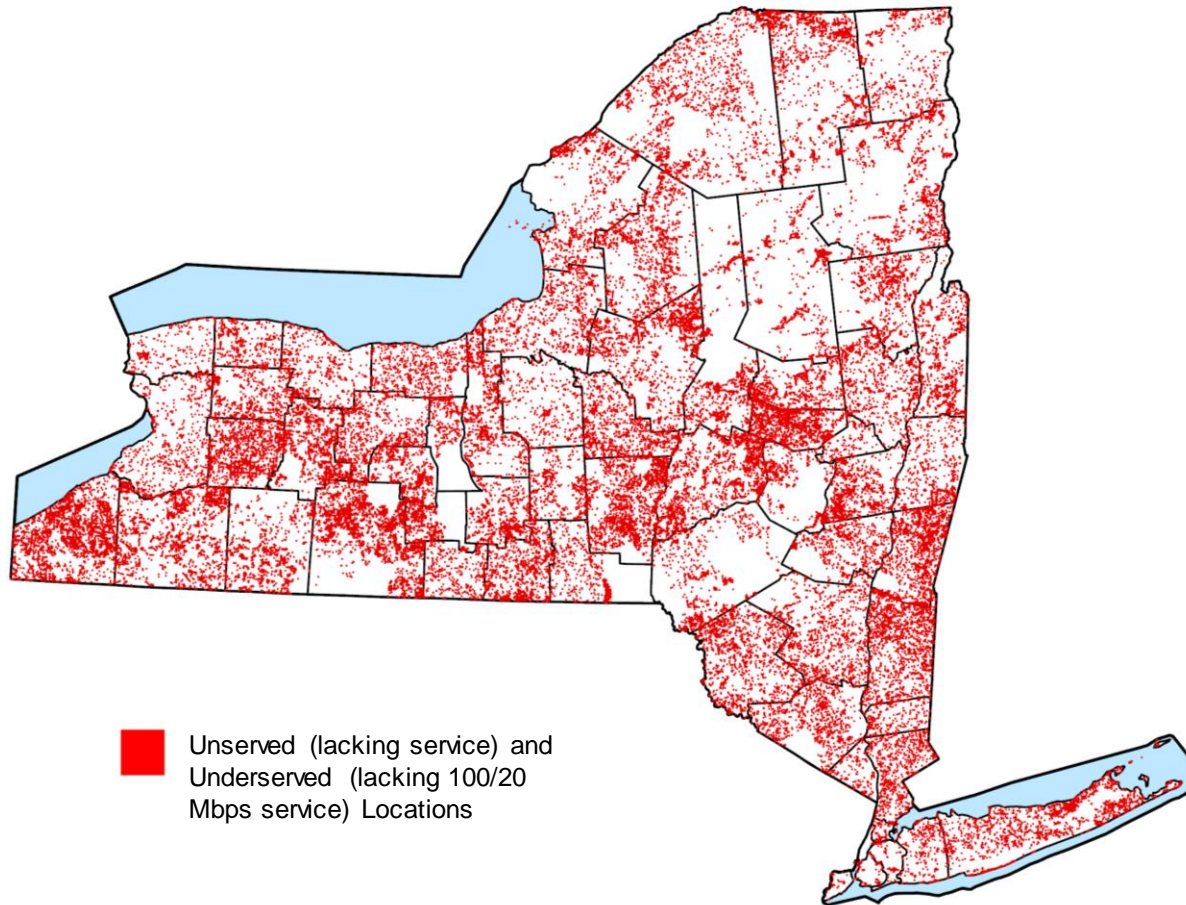 Unserved (lacking service) and
Underserved (lacking 100/20
Mbps service) Locations